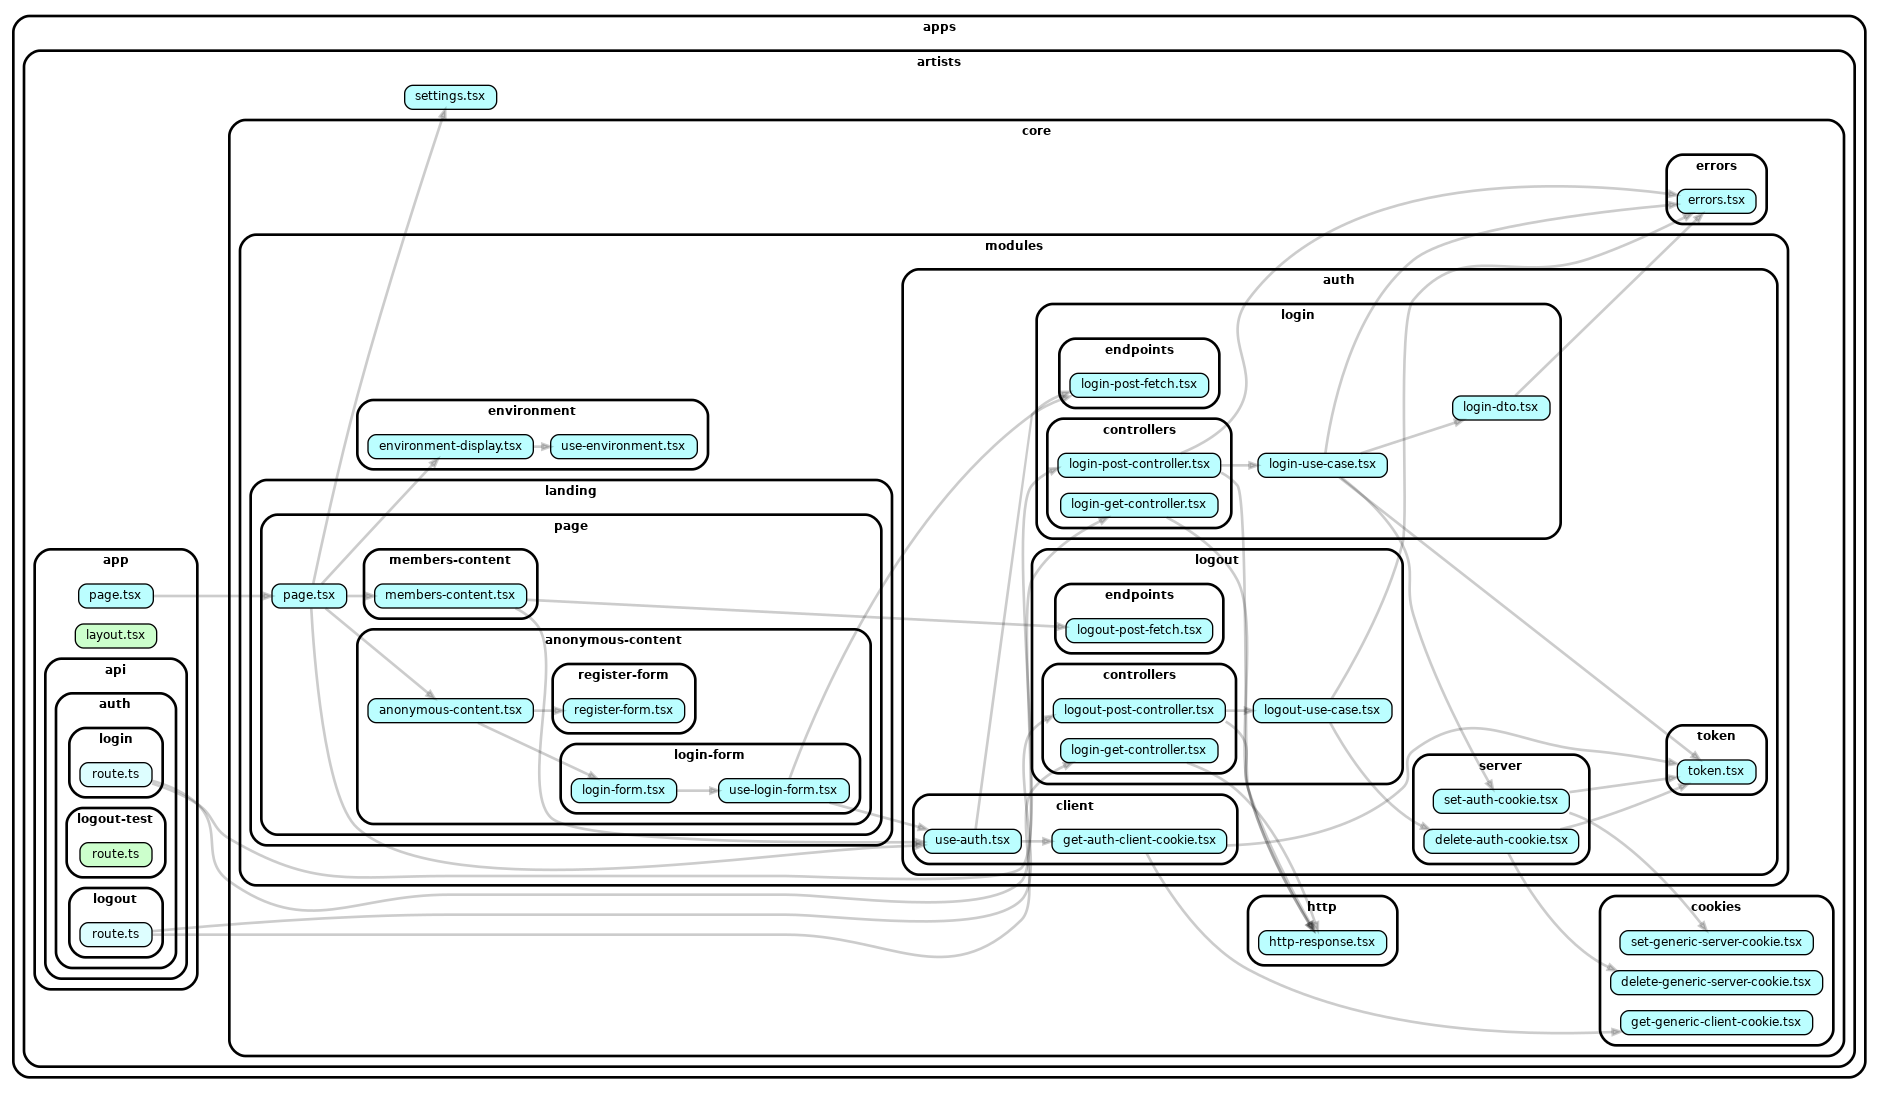 apps
artists
settings.tsx
core
errors
errors.tsx
modules
auth
login
endpoints
login-post-fetch.tsx
login-dto.tsx
environment
environment-display.tsx
use-environment.tsx
controllers
login-post-controller.tsx
login-use-case.tsx
login-get-controller.tsx
landing
page
app
page.tsx
layout.tsx
page.tsx
members-content
members-content.tsx
logout
endpoints
logout-post-fetch.tsx
anonymous-content
register-form
anonymous-content.tsx
register-form.tsx
controllers
logout-post-controller.tsx
logout-use-case.tsx
login-get-controller.tsx
api
auth
login
route.ts
logout-test
route.ts
logout
route.ts
login-form
login-form.tsx
use-login-form.tsx
client
use-auth.tsx
get-auth-client-cookie.tsx
server
set-auth-cookie.tsx
delete-auth-cookie.tsx
token
token.tsx
http
http-response.tsx
cookies
set-generic-server-cookie.tsx
delete-generic-server-cookie.tsx
get-generic-client-cookie.tsx